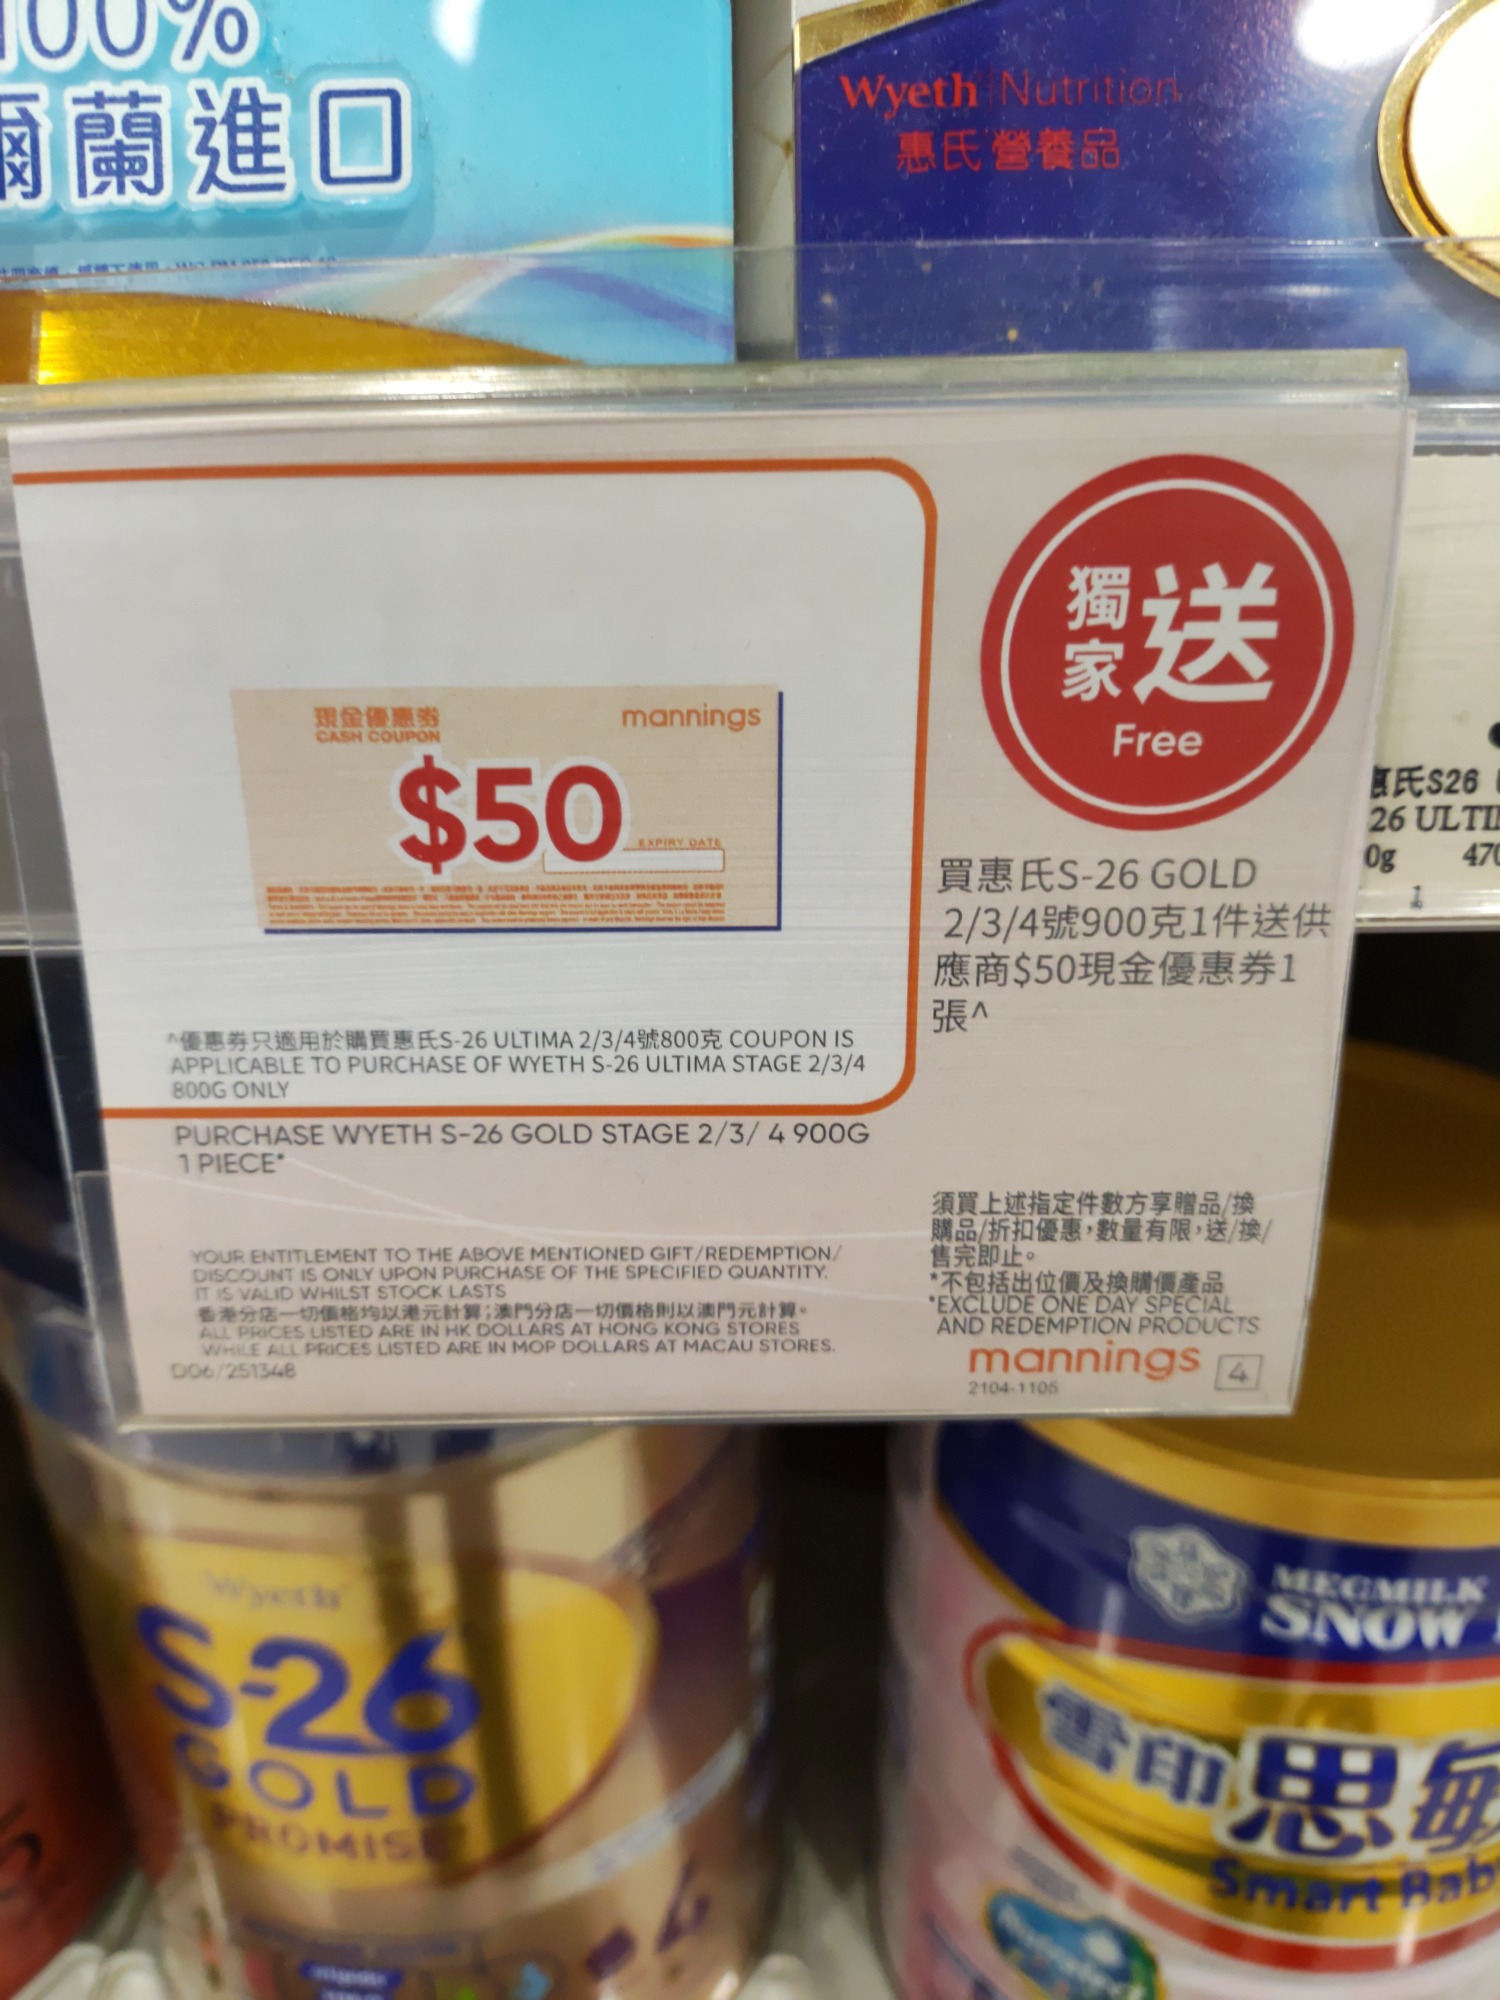 100%
爾蘭進口
Wyeth Nutrition
惠氏營養品
現金優惠券
CASH COUPON
mannings
$50
EXPIRY DATE
獨家送
Free
買惠氏S-26 GOLD
2/3/4號900克1件送供
應商$50現金優惠券1
張^
^優惠券只適用於購買惠氏S-26 ULTIMA 2/3/4號800克 COUPON IS
APPLICABLE TO PURCHASE OF WYETH S-26 ULTIMA STAGE 2/3/4
800G ONLY
PURCHASE WYETH S-26 GOLD STAGE 2/3/ 4 900G
1 PIECE*
YOUR ENTITLEMENT TO THE ABOVE MENTIONED GIFT/REDEMPTION/
DISCOUNT IS ONLY UPON PURCHASE OF THE SPECIFIED QUANTITY.
IT IS VALID WHILST STOCK LASTS
香港分店一切價格均以港元計算；澳門分店一切價格則以澳門元計算。
ALL PRICES LISTED ARE IN HK DOLLARS AT HONG KONG STORES
WHILE ALL PRICES LISTED ARE IN MOP DOLLARS AT MACAU STORES.
D06/251348
須買上述指定件數方享贈品/換
購品/折扣優惠，數量有限，送/換/
售完即止。
*不包括出位價及換購價產品
*EXCLUDE ONE DAY SPECIAL
AND REDEMPTION PRODUCTS
mannings 4
2104-1105
惠氏S26
26 ULTI
0g 470
1
Wyeth
S-26
GOLD
PROMISE
4
MEGMILK
SNOW
雪印思敏
Smart Bab